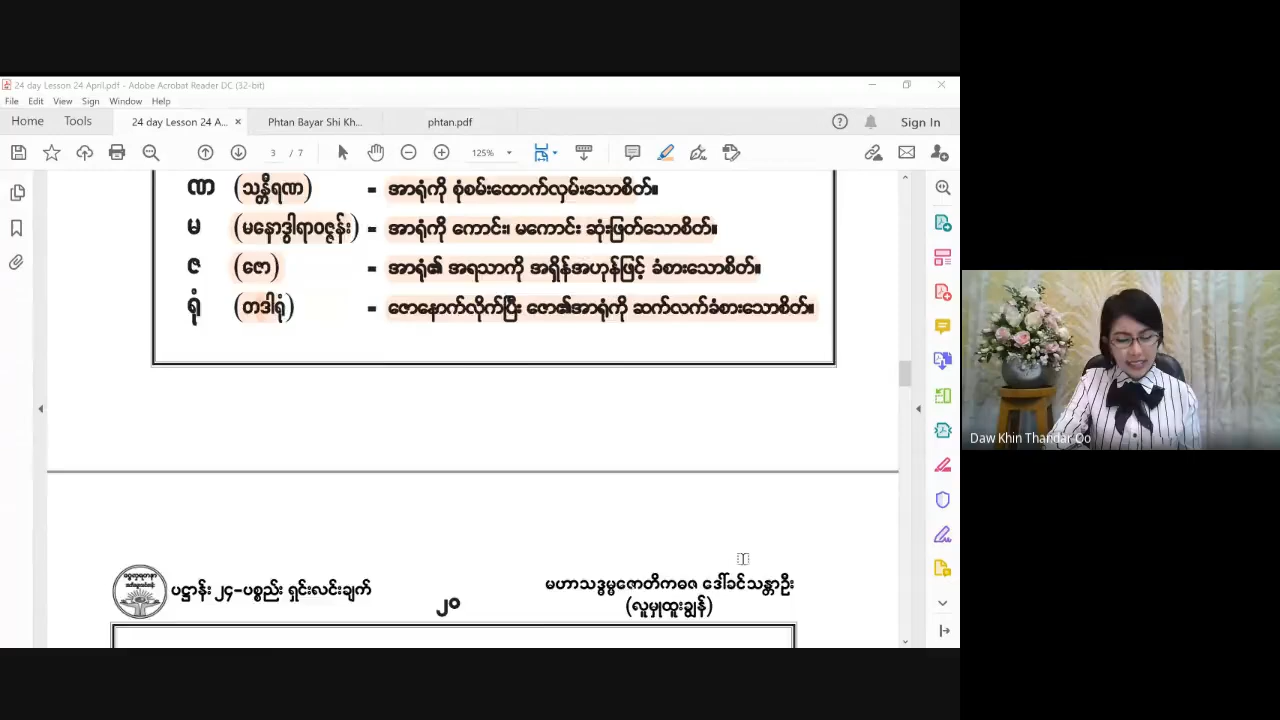 24 day Lesson 24 April.pdf - Adobe Acrobat Reader DC (32-bit)
File Edit View Sign Window Help
Home Tools 24 day Lesson 24 A... × Phtan Bayar Shi Kh... phtan.pdf Sign In
3 / 7 125%
ဏ (သန္တီရဏ) = အာရုံကို စုံစမ်းထောက်လှမ်းသောစိတ်။
မ (မနောဒွါရာဝဇ္ဇန်း) = အာရုံကို ကောင်း၊ မကောင်း ဆုံးဖြတ်သောစိတ်။
ဇ (ဇော) = အာရုံ၏ အရသာကို အရှိန်အဟုန်ဖြင့် ခံစားသောစိတ်။
ရုံ (တဒါရုံ) = ဇောနောက်လိုက်ပြီး ဇော၏အာရုံကို ဆက်လက်ခံစားသောစိတ်။
Daw Khin Thandar Oo
ပဋ္ဌာန်း ၂၄-ပစ္စည်း ရှင်းလင်းချက်
၂၀
မဟာသဒ္ဓမ္မဇောတိကဓဇ ဒေါ်ခင်သန္တာဦး
(လူမှုထူးချွန်)